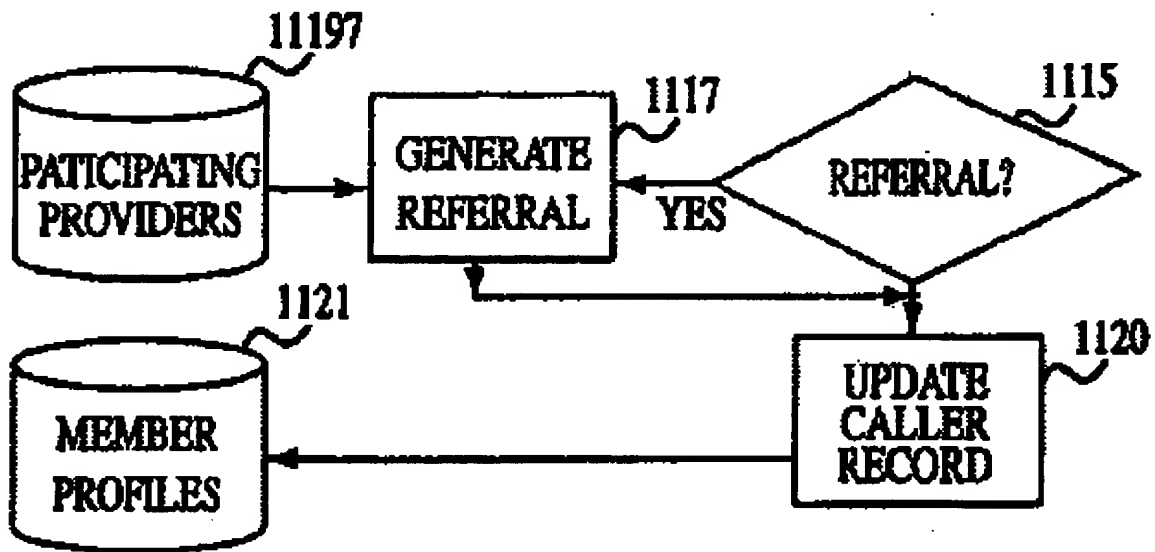 11197
PATICIPATING
PROVIDERS
1117
GENERATE
REFERRAL
YES
1115
REFERRAL?
1121
MEMBER
PROFILES
1120
UPDATE
CALLER
RECORD